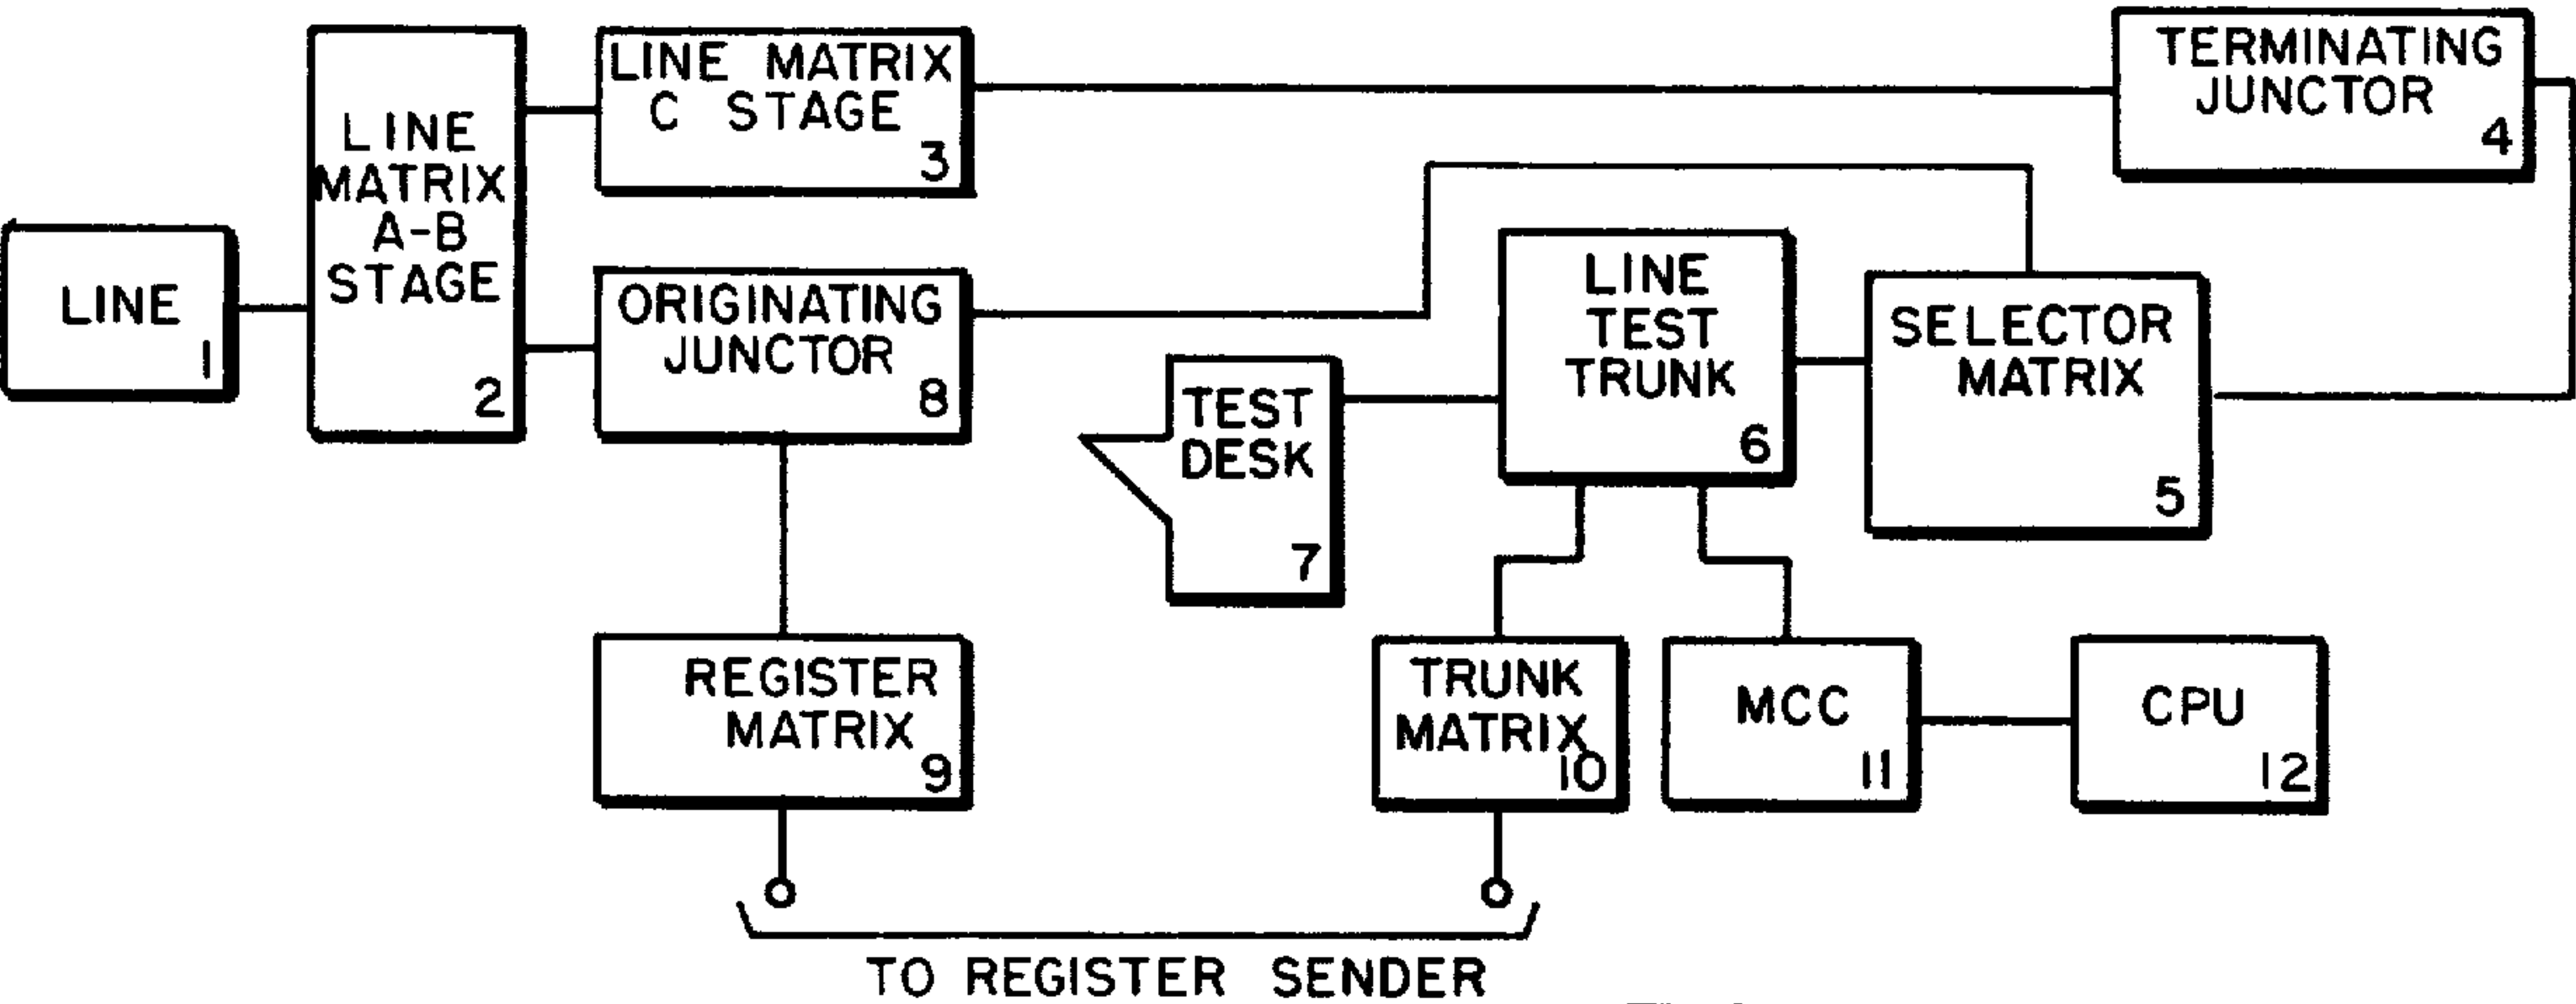 LINE
1
LINE
MATRIX
A-B
STAGE
2
LINE MATRIX
C STAGE
3
TERMINATING
JUNCTOR
4
ORIGINATING
JUNCTOR
8
TEST
DESK
7
LINE
TEST
TRUNK
6
SELECTOR
MATRIX
5
REGISTER
MATRIX
9
TRUNK
MATRIX
10
MCC
11
CPU
12
TO REGISTER SENDER